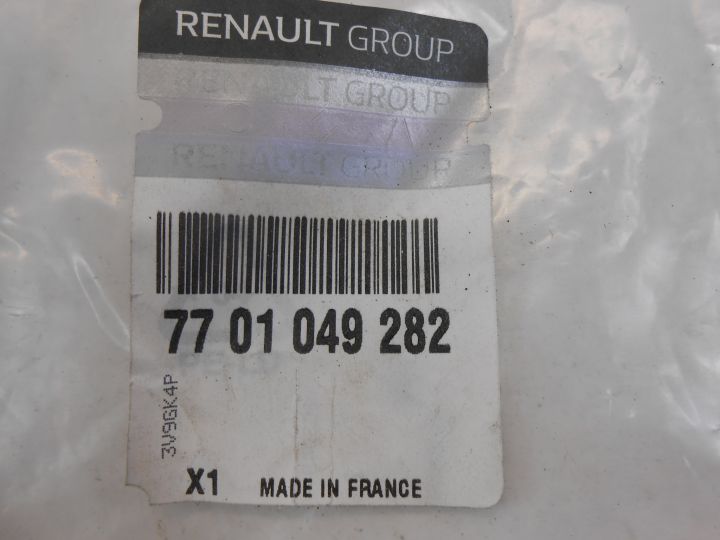 RENAULT GROUP
RENAULT GROUP
RENAULT GROUP
77 01 049 282
3V9GK4P
X1 MADE IN FRANCE